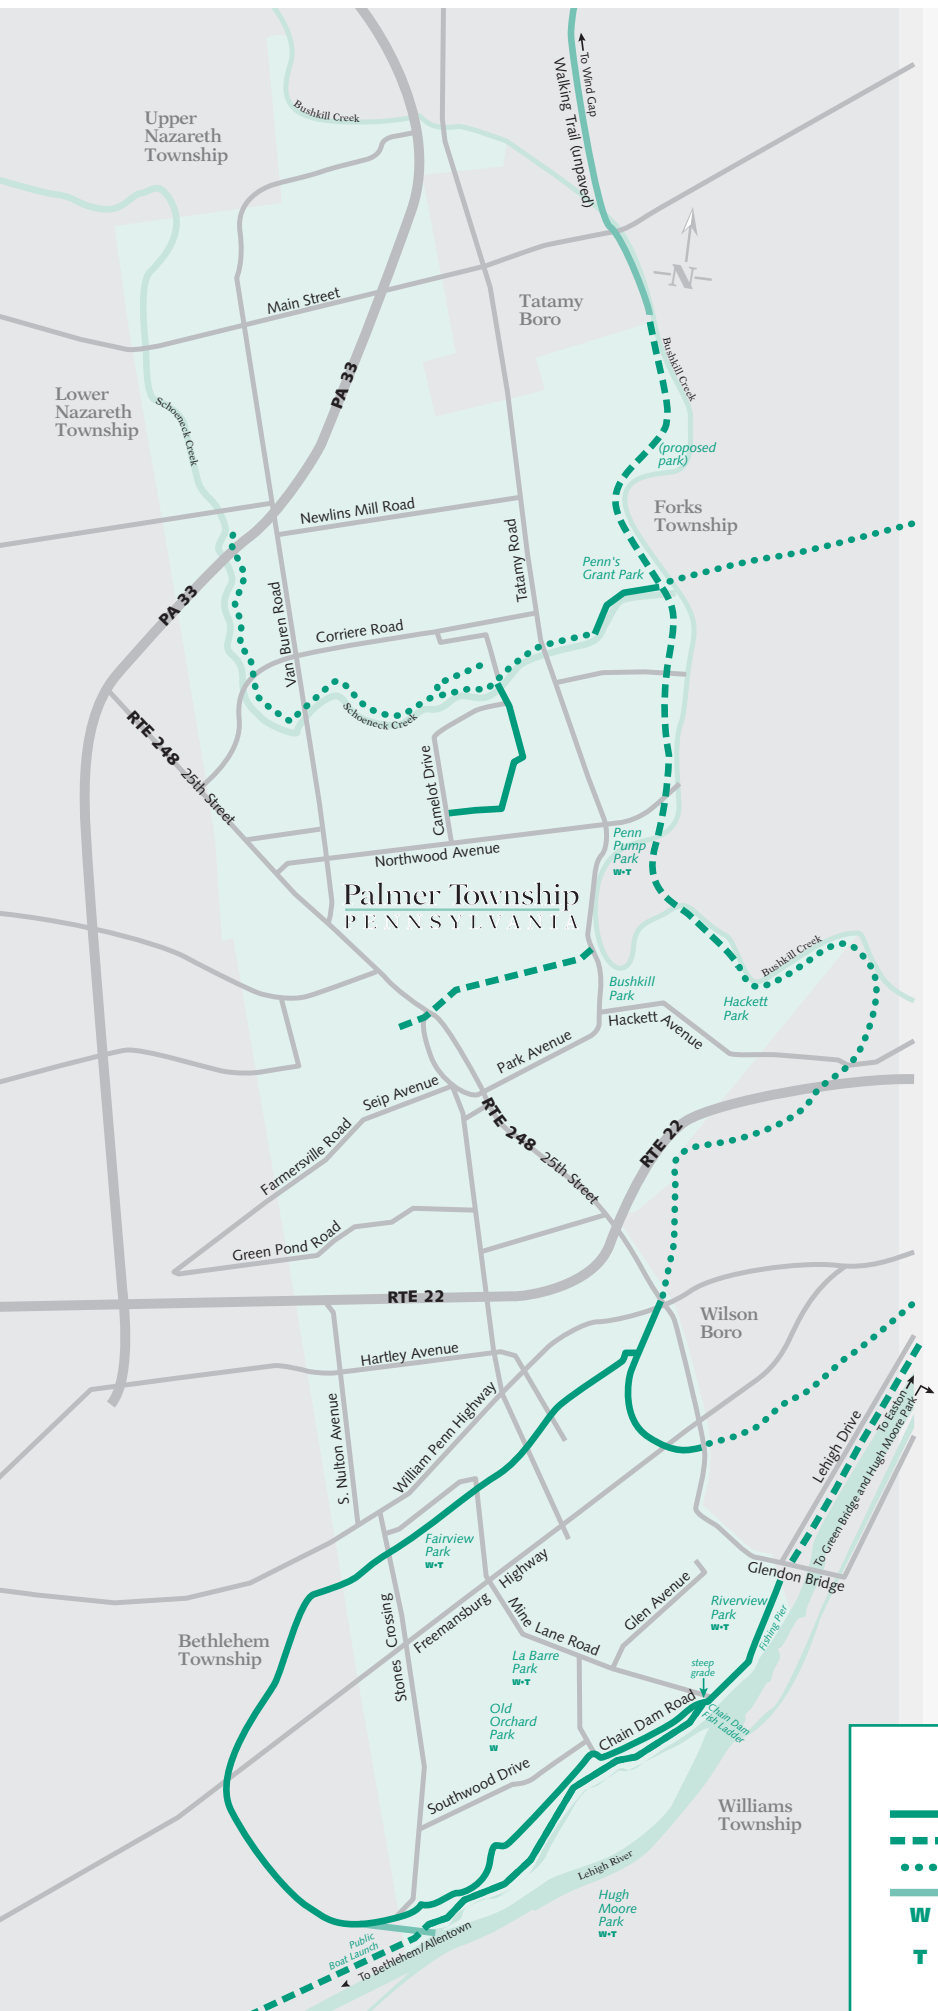 To Wind Gap
Walking Trail (unpaved)
Bushkill Creek
Upper
Nazareth
Township
N
Main Street
Tatamy
Boro
Bushkill Creek
PA 33
Lower
Nazareth
Township
Schoeneck Creek
(proposed
park)
Newlins Mill Road
Forks
Township
Tatamy Road
Penn's
Grant Park
PA 33
Van Buren Road
Corriere Road
Schoeneck Creek
RTE 248
25th Street
Camelot Drive
Northwood Avenue
Penn
Pump
Park
W•T
Palmer Township
PENNSYLVANIA
Bushkill Creek
Bushkill
Park
Hackett
Park
Hackett Avenue
Park Avenue
Seip Avenue
RTE 248
25th Street
RTE 22
Farmersville Road
Green Pond Road
RTE 22
Wilson
Boro
Hartley Avenue
S. Nulton Avenue
William Penn Highway
Lehigh Drive
To Easton
To Green Bridge and Hugh Moore Park
Fairview
Park
W•T
Glendon Bridge
Freemansburg Highway
Mine Lane Road
Glen Avenue
Riverview
Park
W•T
Fishing Pier
Stones Crossing
Bethlehem
Township
La Barre
Park
W•T
steep
grade
Old
Orchard
Park
W
Chain Dam Road
Chain Dam
Fish Ladder
Southwood Drive
Williams
Township
Lehigh River
Hugh
Moore
Park
W•T
Public
Boat Launch
To Bethlehem/Allentown
W
T